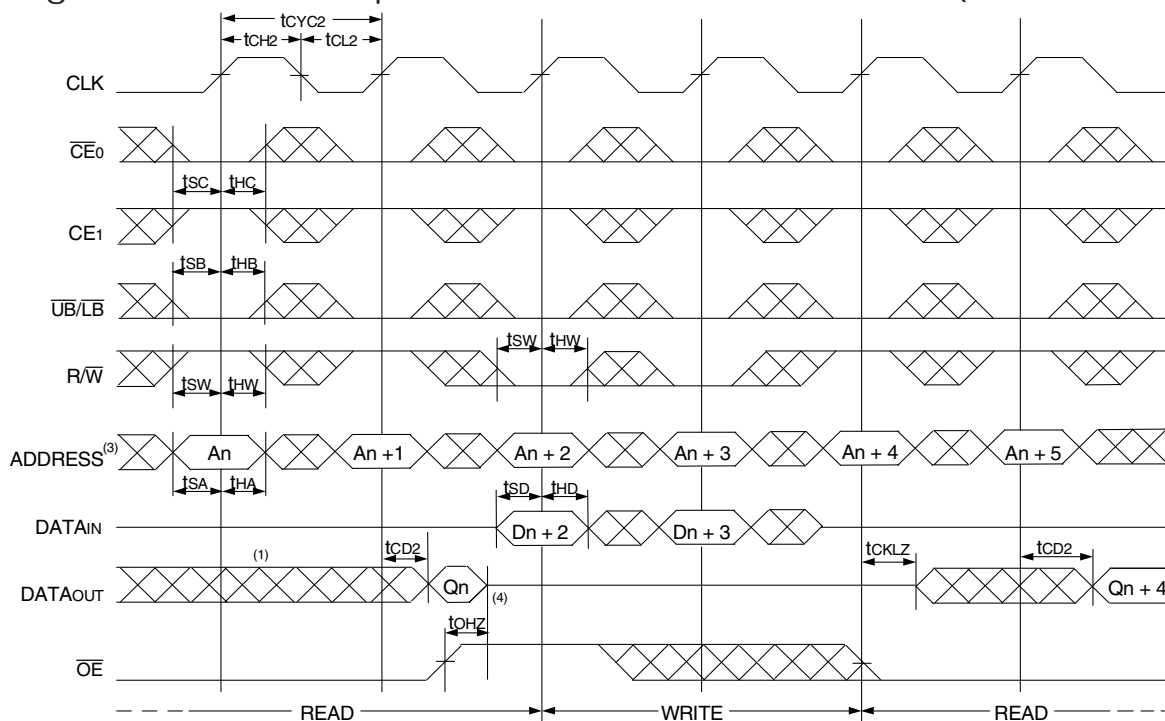 tCYC2
tCH2 tCL2
CLK
CE0
tSC tHC
CE1
tSB tHB
UB/LB
tSW tHW
R/W
tSW tHW
ADDRESS(3) An An +1 An + 2 An + 3 An + 4 An + 5
tSA tHA tSD tHD
DATAIN Dn + 2 Dn + 3
(1) tCD2 tCKLZ tCD2
DATAOUT Qn (4) Qn + 4
tOHZ
OE
READ WRITE READ